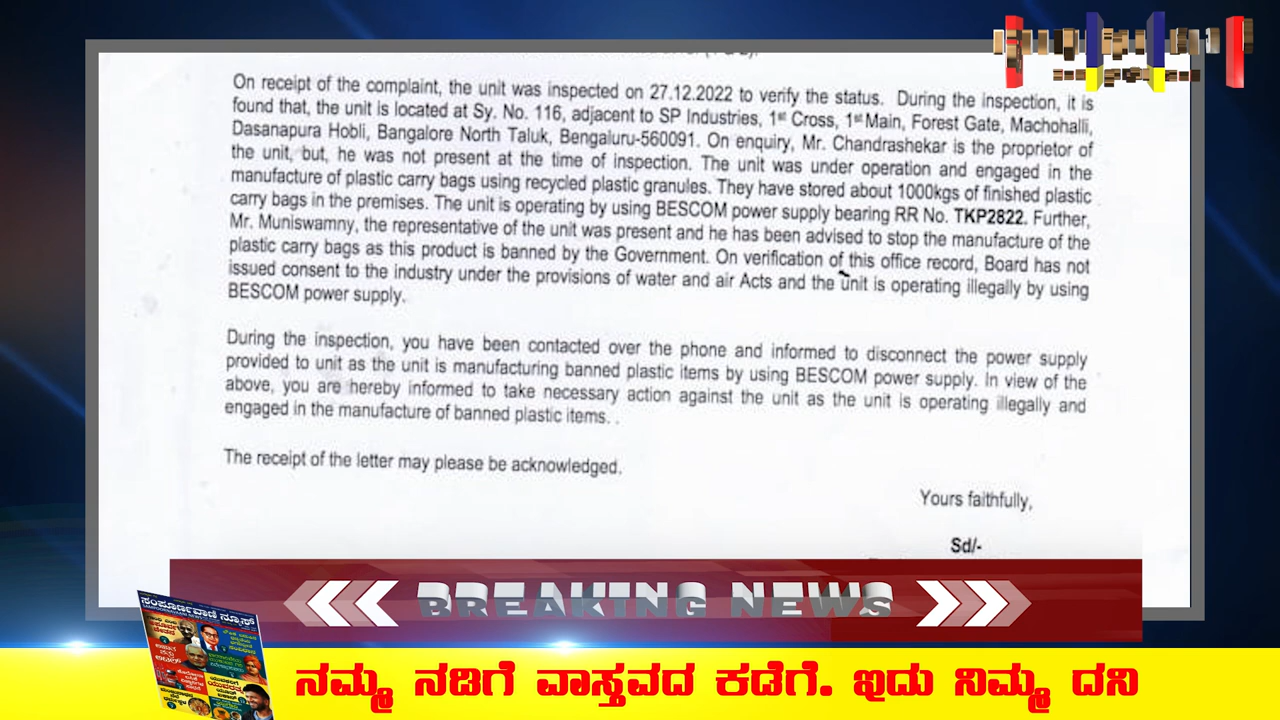 On receipt of the complaint, the unit was inspected on 27.12.2022 to verify the status. During the inspection, it is
found that, the unit is located at Sy. No. 116, adjacent to SP Industries, 1st Cross, 1st Main, Forest Gate, Machohalli,
Dasanapura Hobli, Bangalore North Taluk, Bengaluru-560091. On enquiry, Mr. Chandrashekar is the proprietor of
the unit, but, he was not present at the time of inspection. The unit was under operation and engaged in the
manufacture of plastic carry bags using recycled plastic granules. They have stored about 1000kgs of finished plastic
carry bags in the premises. The unit is operating by using BESCOM power supply bearing RR No. TKP2822. Further,
Mr. Muniswamny, the representative of the unit was present and he has been advised to stop the manufacture of the
plastic carry bags as this product is banned by the Government. On verification of this office record, Board has not
issued consent to the industry under the provisions of water and air Acts and the unit is operating illegally by using
BESCOM power supply.
During the inspection, you have been contacted over the phone and informed to disconnect the power supply
provided to unit as the unit is manufacturing banned plastic items by using BESCOM power supply. In view of the
above, you are hereby informed to take necessary action against the unit as the unit is operating illegally and
engaged in the manufacture of banned plastic items. .
The receipt of the letter may please be acknowledged.
Yours faithfully,
Sd/-
BREAKING NEWS
ಸಂಪೂರ್ಣವಾಣಿ ನ್ಯೂಸ್
ನಮ್ಮ ನಡಿಗೆ ವಾಸ್ತವದ ಕಡೆಗೆ. ಇದು ನಿಮ್ಮ ದನಿ